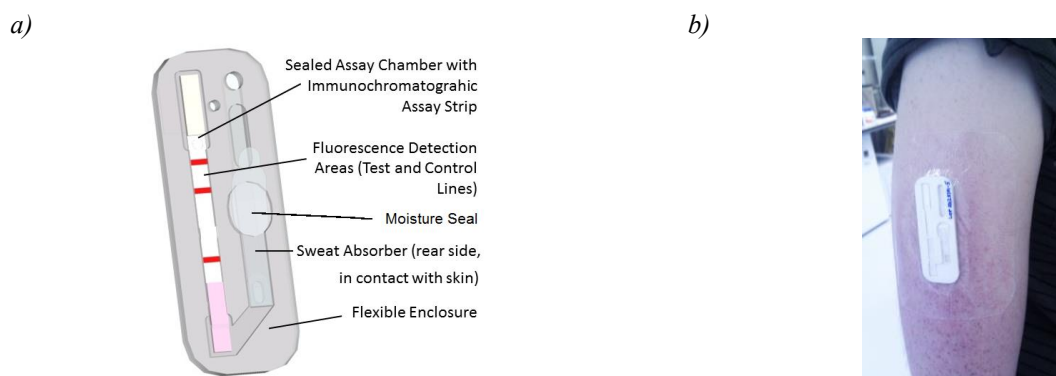 a)
b)
Sealed Assay Chamber with
Immunochromatograhic
Assay Strip
Fluorescence Detection
Areas (Test and Control
Lines)
Moisture Seal
Sweat Absorber (rear side,
in contact with skin)
Flexible Enclosure